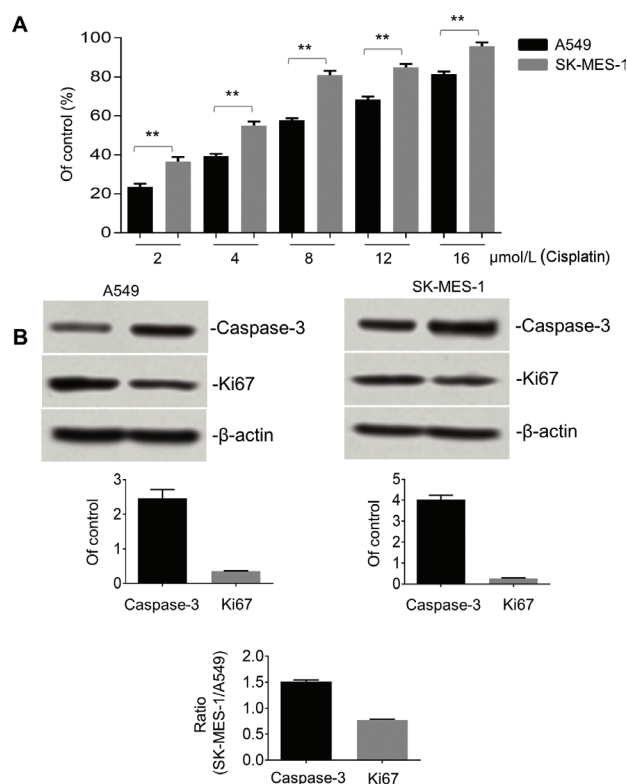 A
Of control (%)
100
80
60
40
20
0
** ** ** ** **
A549
SK-MES-1
2 4 8 12 16 μmol/L (Cisplatin)
B
A549
-Caspase-3
-Ki67
-β-actin
SK-MES-1
-Caspase-3
-Ki67
-β-actin
Of control
3
2
1
0
Caspase-3 Ki67
Of control
5
4
3
2
1
0
Caspase-3 Ki67
Ratio
(SK-MES-1/A549)
2.0
1.5
1.0
0.5
0.0
Caspase-3 Ki67